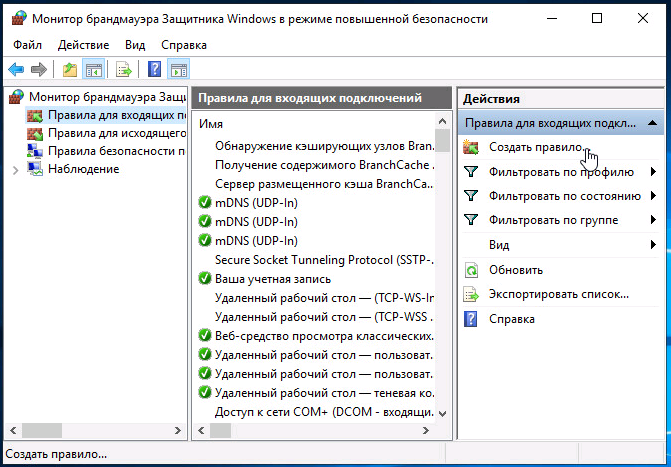 Монитор брандмауэра Защитника Windows в режиме повышенной безопасности
Файл Действие Вид Справка
Монитор брандмауэра Защи
Правила для входящих п
Правила для исходящего
Правила безопасности п
Наблюдение
Правила для входящих подключений
Имя
Обнаружение кэширующих узлов Bran...
Получение содержимого BranchCache
Сервер размещенного кэша BranchCa...
mDNS (UDP-In)
mDNS (UDP-In)
mDNS (UDP-In)
Secure Socket Tunneling Protocol (SSTP-...
Ваша учетная запись
Удаленный рабочий стол — (TCP-WS-In
Удаленный рабочий стол — (TCP-WSS ...
Веб-средство просмотра классических...
Удаленный рабочий стол — пользоват...
Удаленный рабочий стол — пользоват...
Удаленный рабочий стол — теневая ко...
Доступ к сети COM+ (DCOM - входящи...
Действия
Правила для входящих подкл...
Создать правило...
Фильтровать по профилю
Фильтровать по состоянию
Фильтровать по группе
Вид
Обновить
Экспортировать список...
Справка
Создать правило...